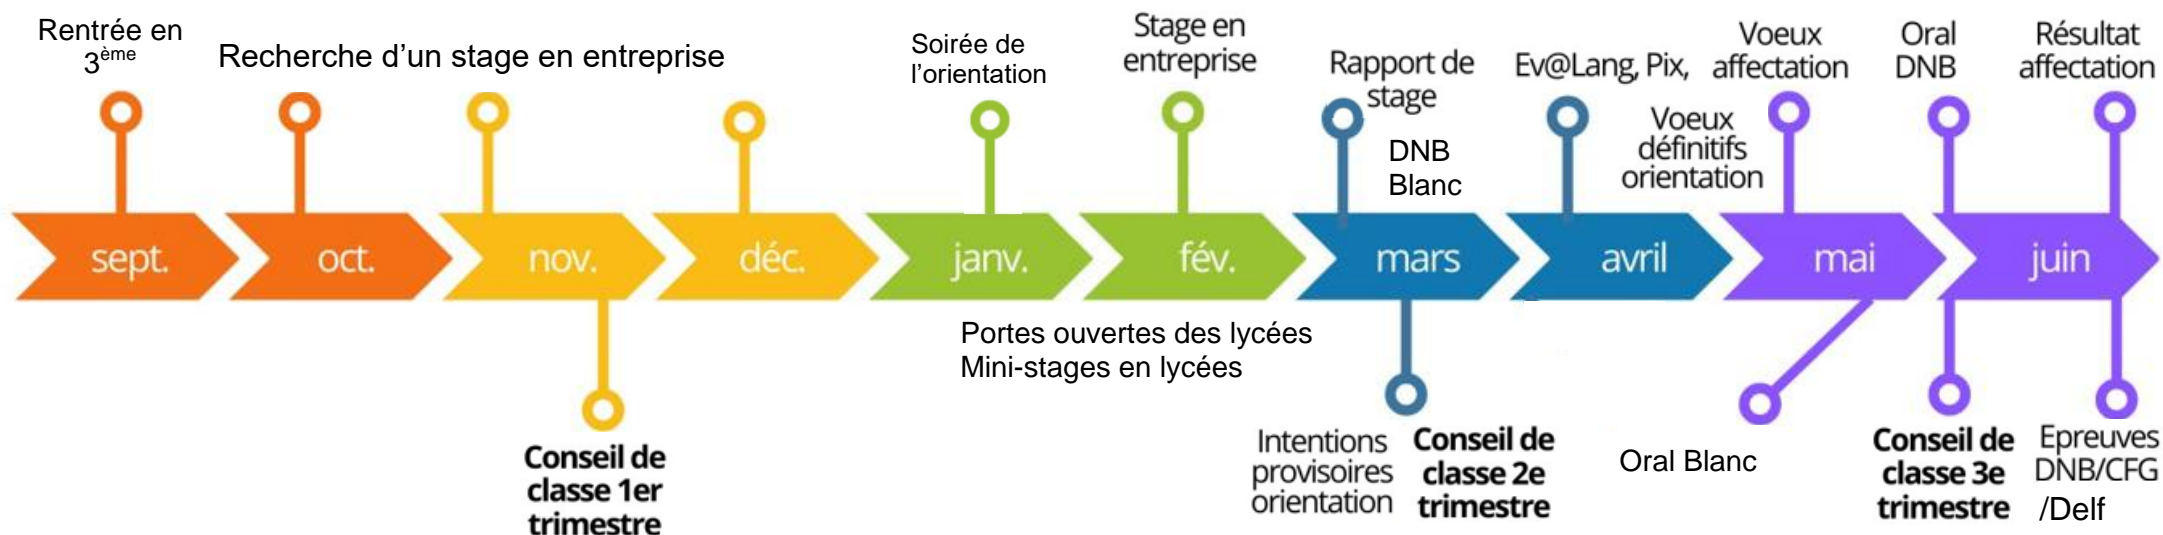 Rentrée en
3ème
Recherche d'un stage en entreprise
Soirée de
l'orientation
Stage en
entreprise
Rapport de
stage
DNB
Blanc
Ev@Lang, Pix,
Voeux
définitifs
orientation
Voeux
affectation
Oral
DNB
Résultat
affectation
sept.
oct.
nov.
déc.
janv.
fév.
mars
avril
mai
juin
Conseil de
classe 1er
trimestre
Portes ouvertes des lycées
Mini-stages en lycées
Intentions
provisoires
orientation
Conseil de
classe 2e
trimestre
Oral Blanc
Conseil de
classe 3e
trimestre
Epreuves
DNB/CFG
/Delf